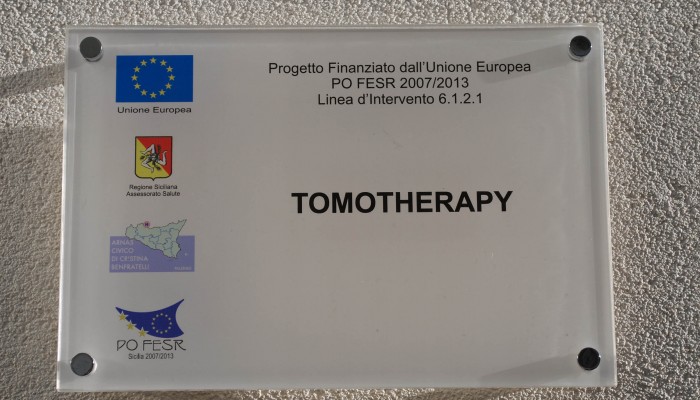 Unione Europea
Progetto Finanziato dall'Unione Europea
PO FESR 2007/2013
Linea d'Intervento 6.1.2.1
Regione Siciliana
Assessorato Salute
TOMOTHERAPY
ARNAS
CIVICO
DI CRISTINA
BENFRATELLI
PO FESR
Sicilia 2007/2013